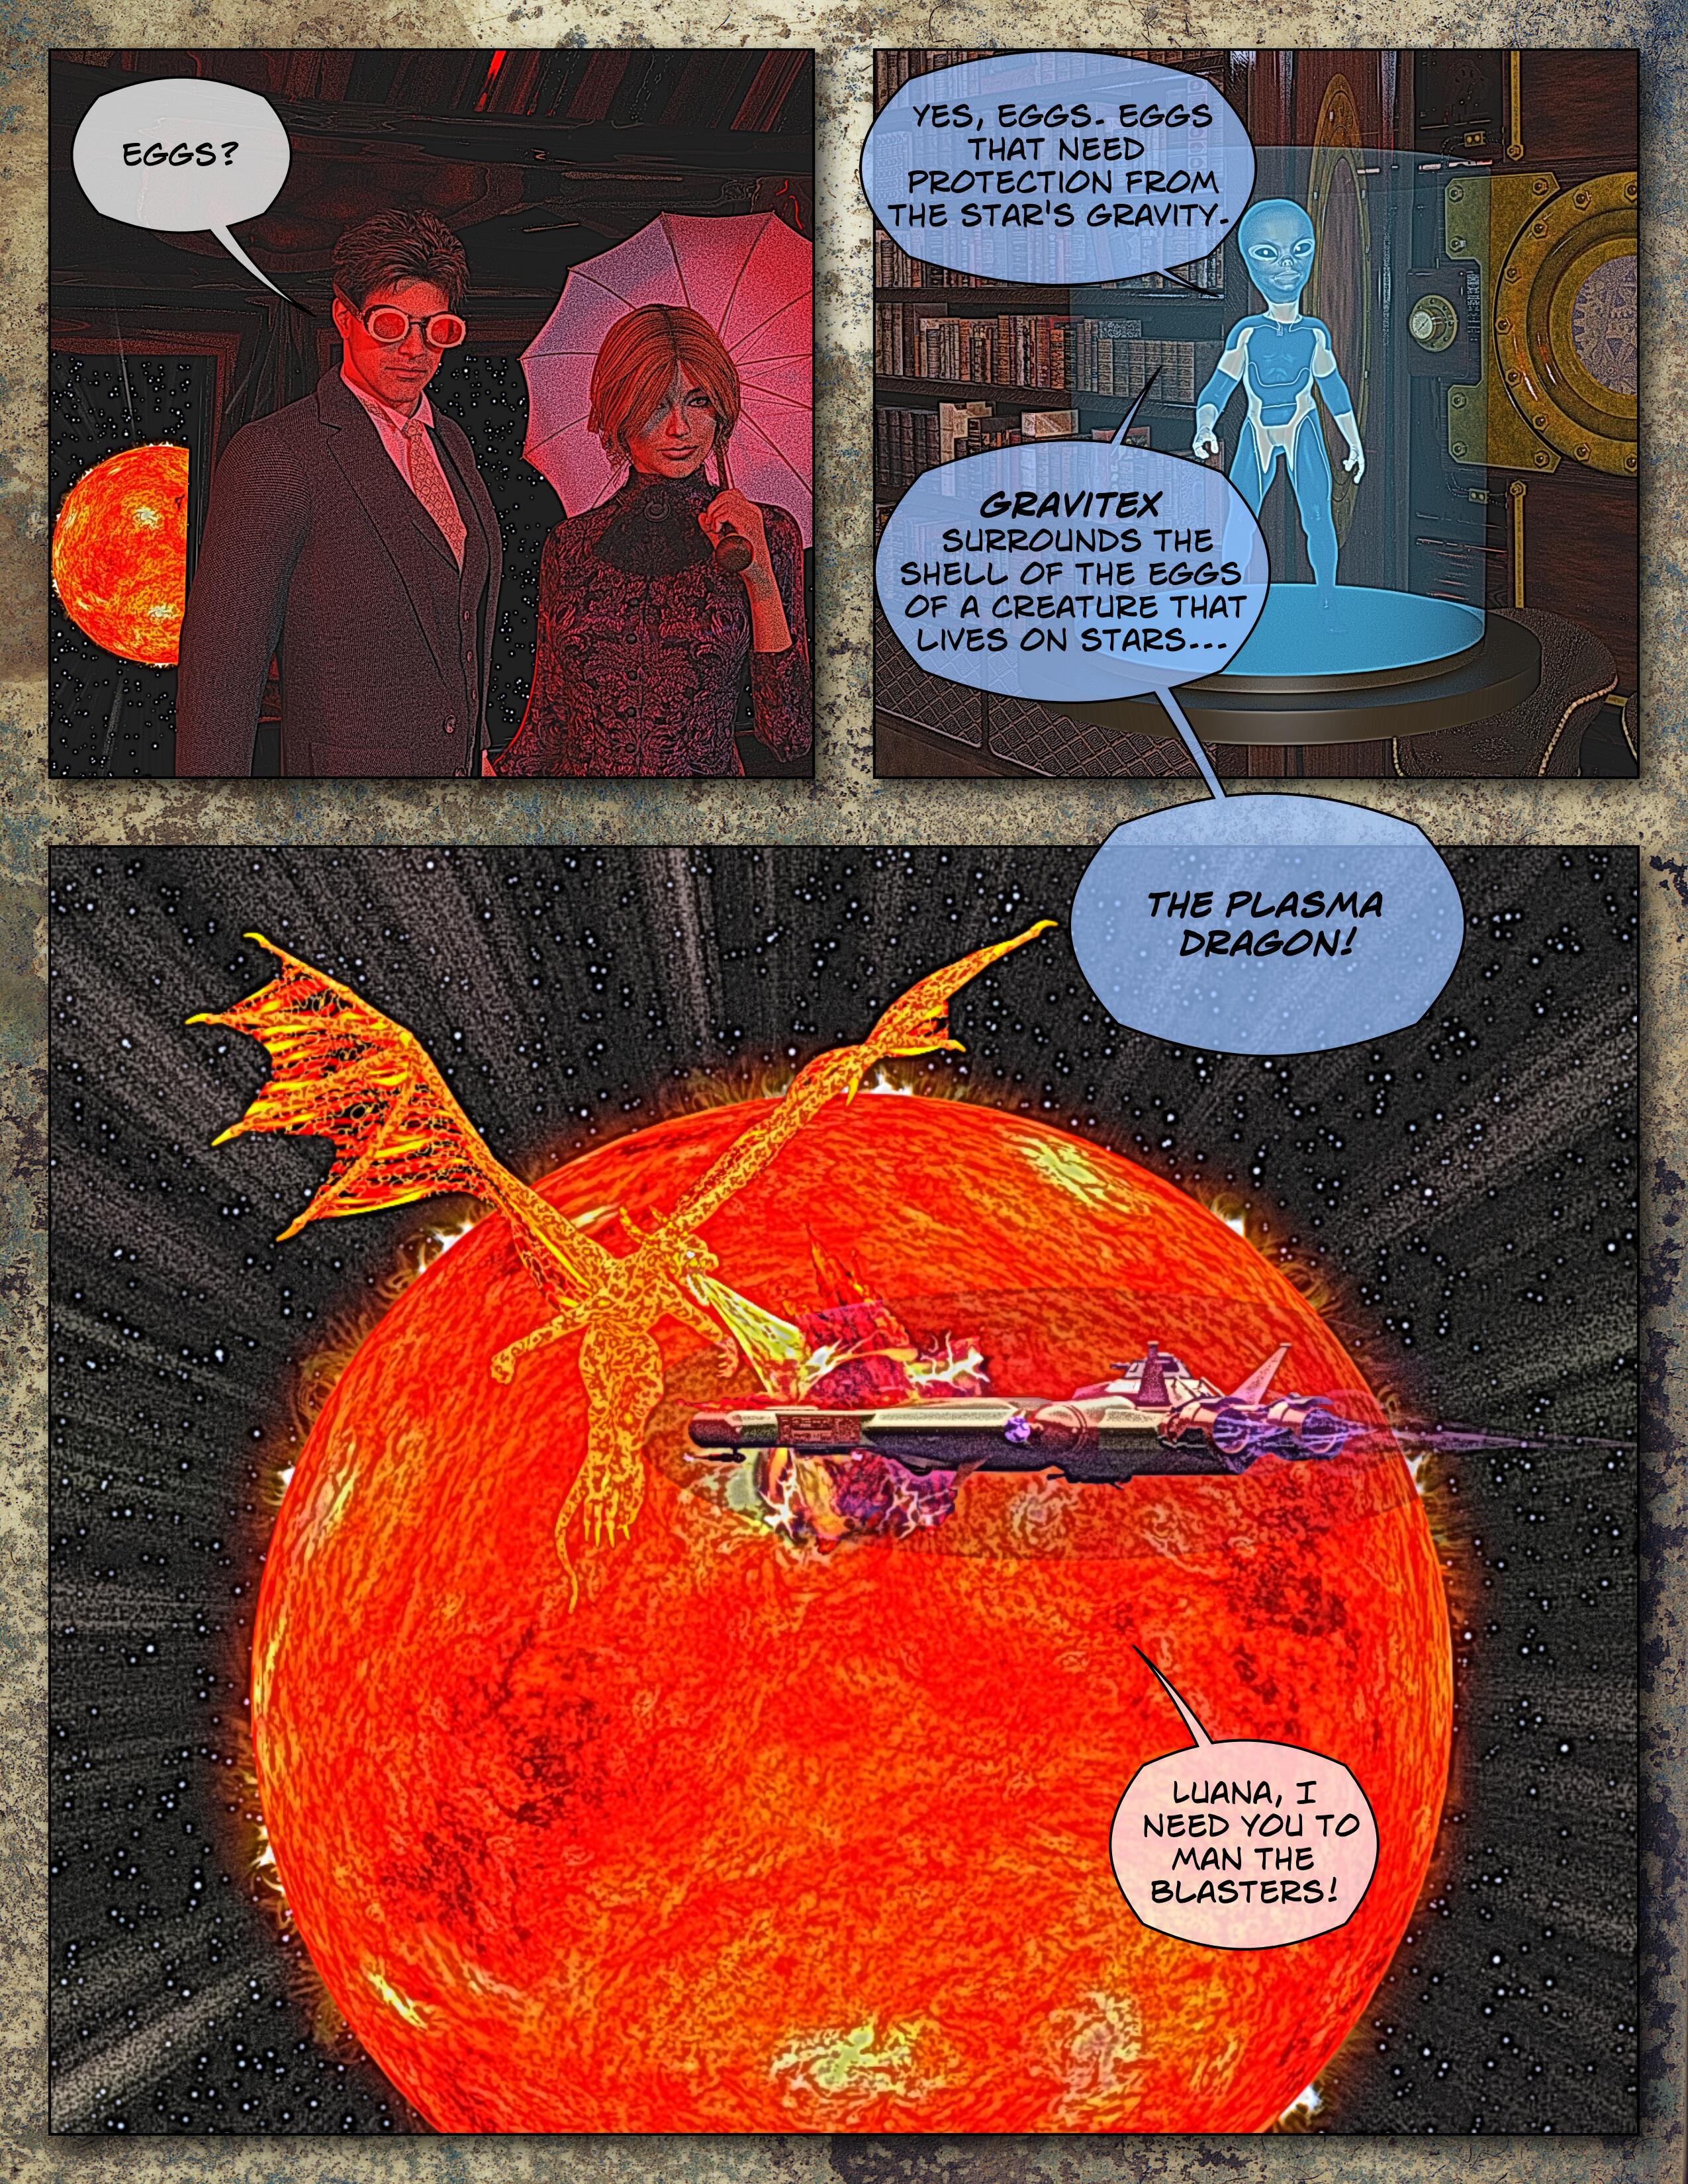 EGGS?
YES, EGGS. EGGS
THAT NEED
PROTECTION FROM
THE STAR'S GRAVITY.
GRAVITEX
SURROUNDS THE
SHELL OF THE EGGS
OF A CREATURE THAT
LIVES ON STARS...
THE PLASMA
DRAGON!
LUANA, I
NEED YOU TO
MAN THE
BLASTERS!